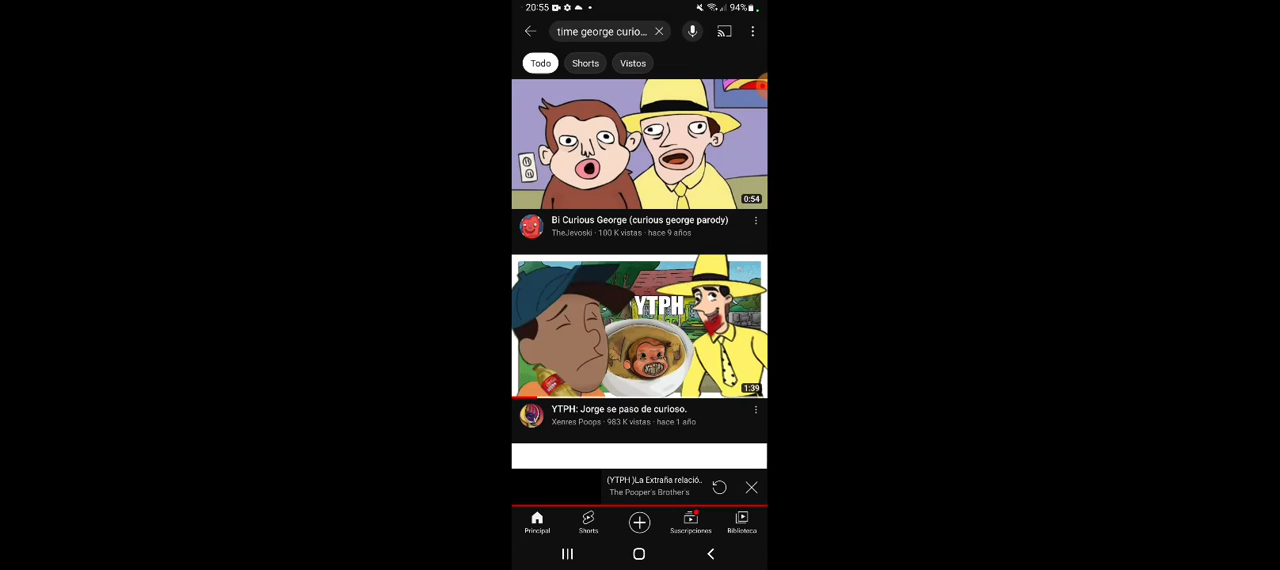 20:55 94%
time george curio...
Todo Shorts Vistos
0:54
Bi Curious George (curious george parody)
TheJevoski · 100 K vistas · hace 9 años
YTPH
1:39
YTPH: Jorge se paso de curioso.
Xenres Poops · 983 K vistas · hace 1 año
(YTPH )La Extraña relació..
The Pooper's Brother's
Principal Shorts Suscripciones Biblioteca